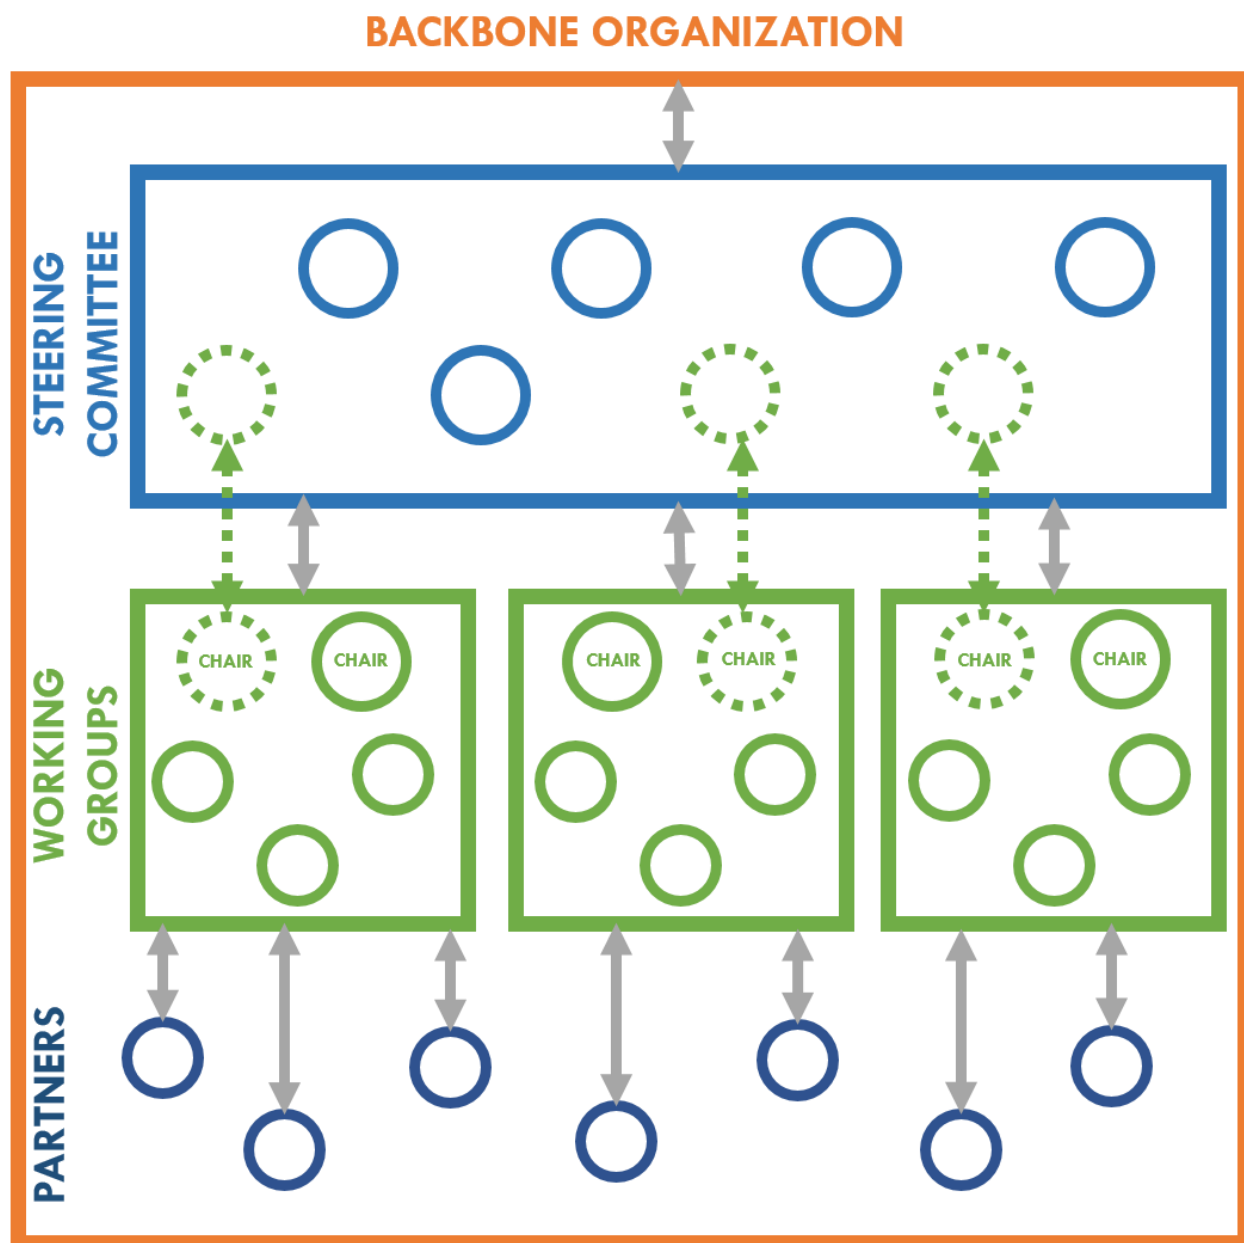 BACKBONE ORGANIZATION
STEERING
COMMITTEE
CHAIR
CHAIR
CHAIR
CHAIR
CHAIR
CHAIR
WORKING
GROUPS
PARTNERS